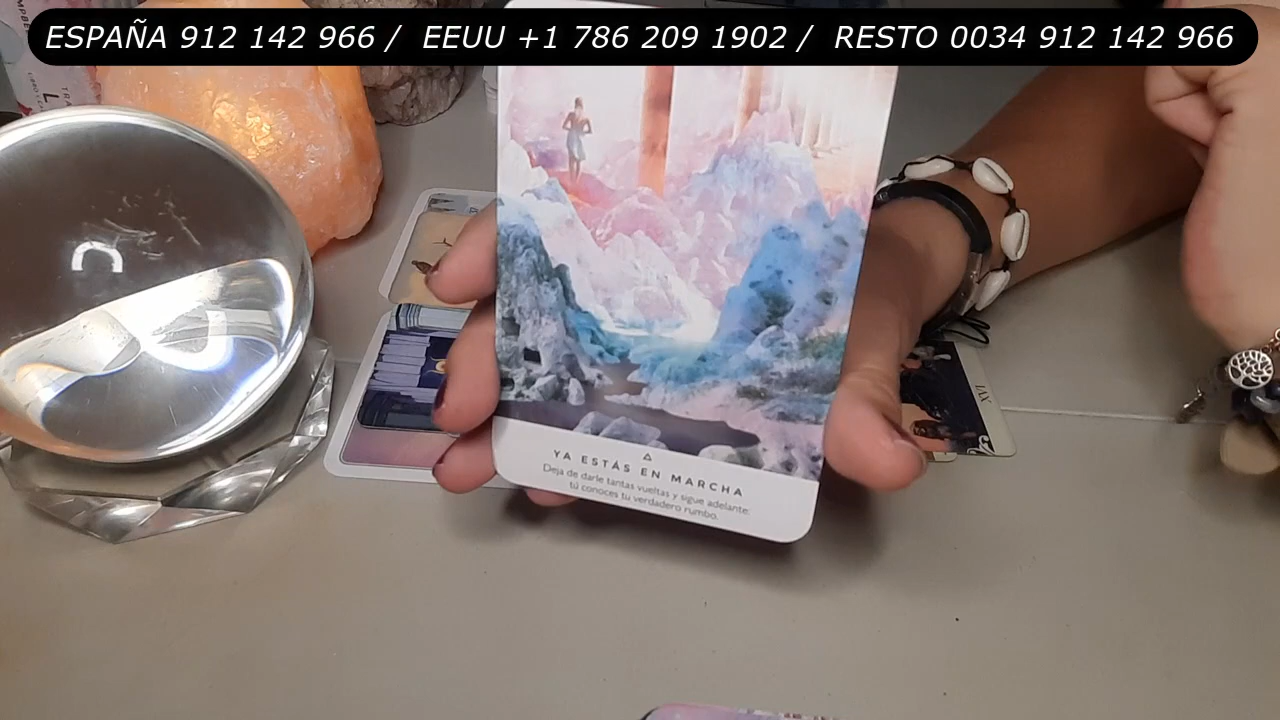 ESPAÑA 912 142 966 / EEUU +1 786 209 1902 / RESTO 0034 912 142 966
YA ESTÁS EN MARCHA
Deja de darle tantas vueltas y sigue adelante:
tú conoces tu verdadero rumbo.
XVI